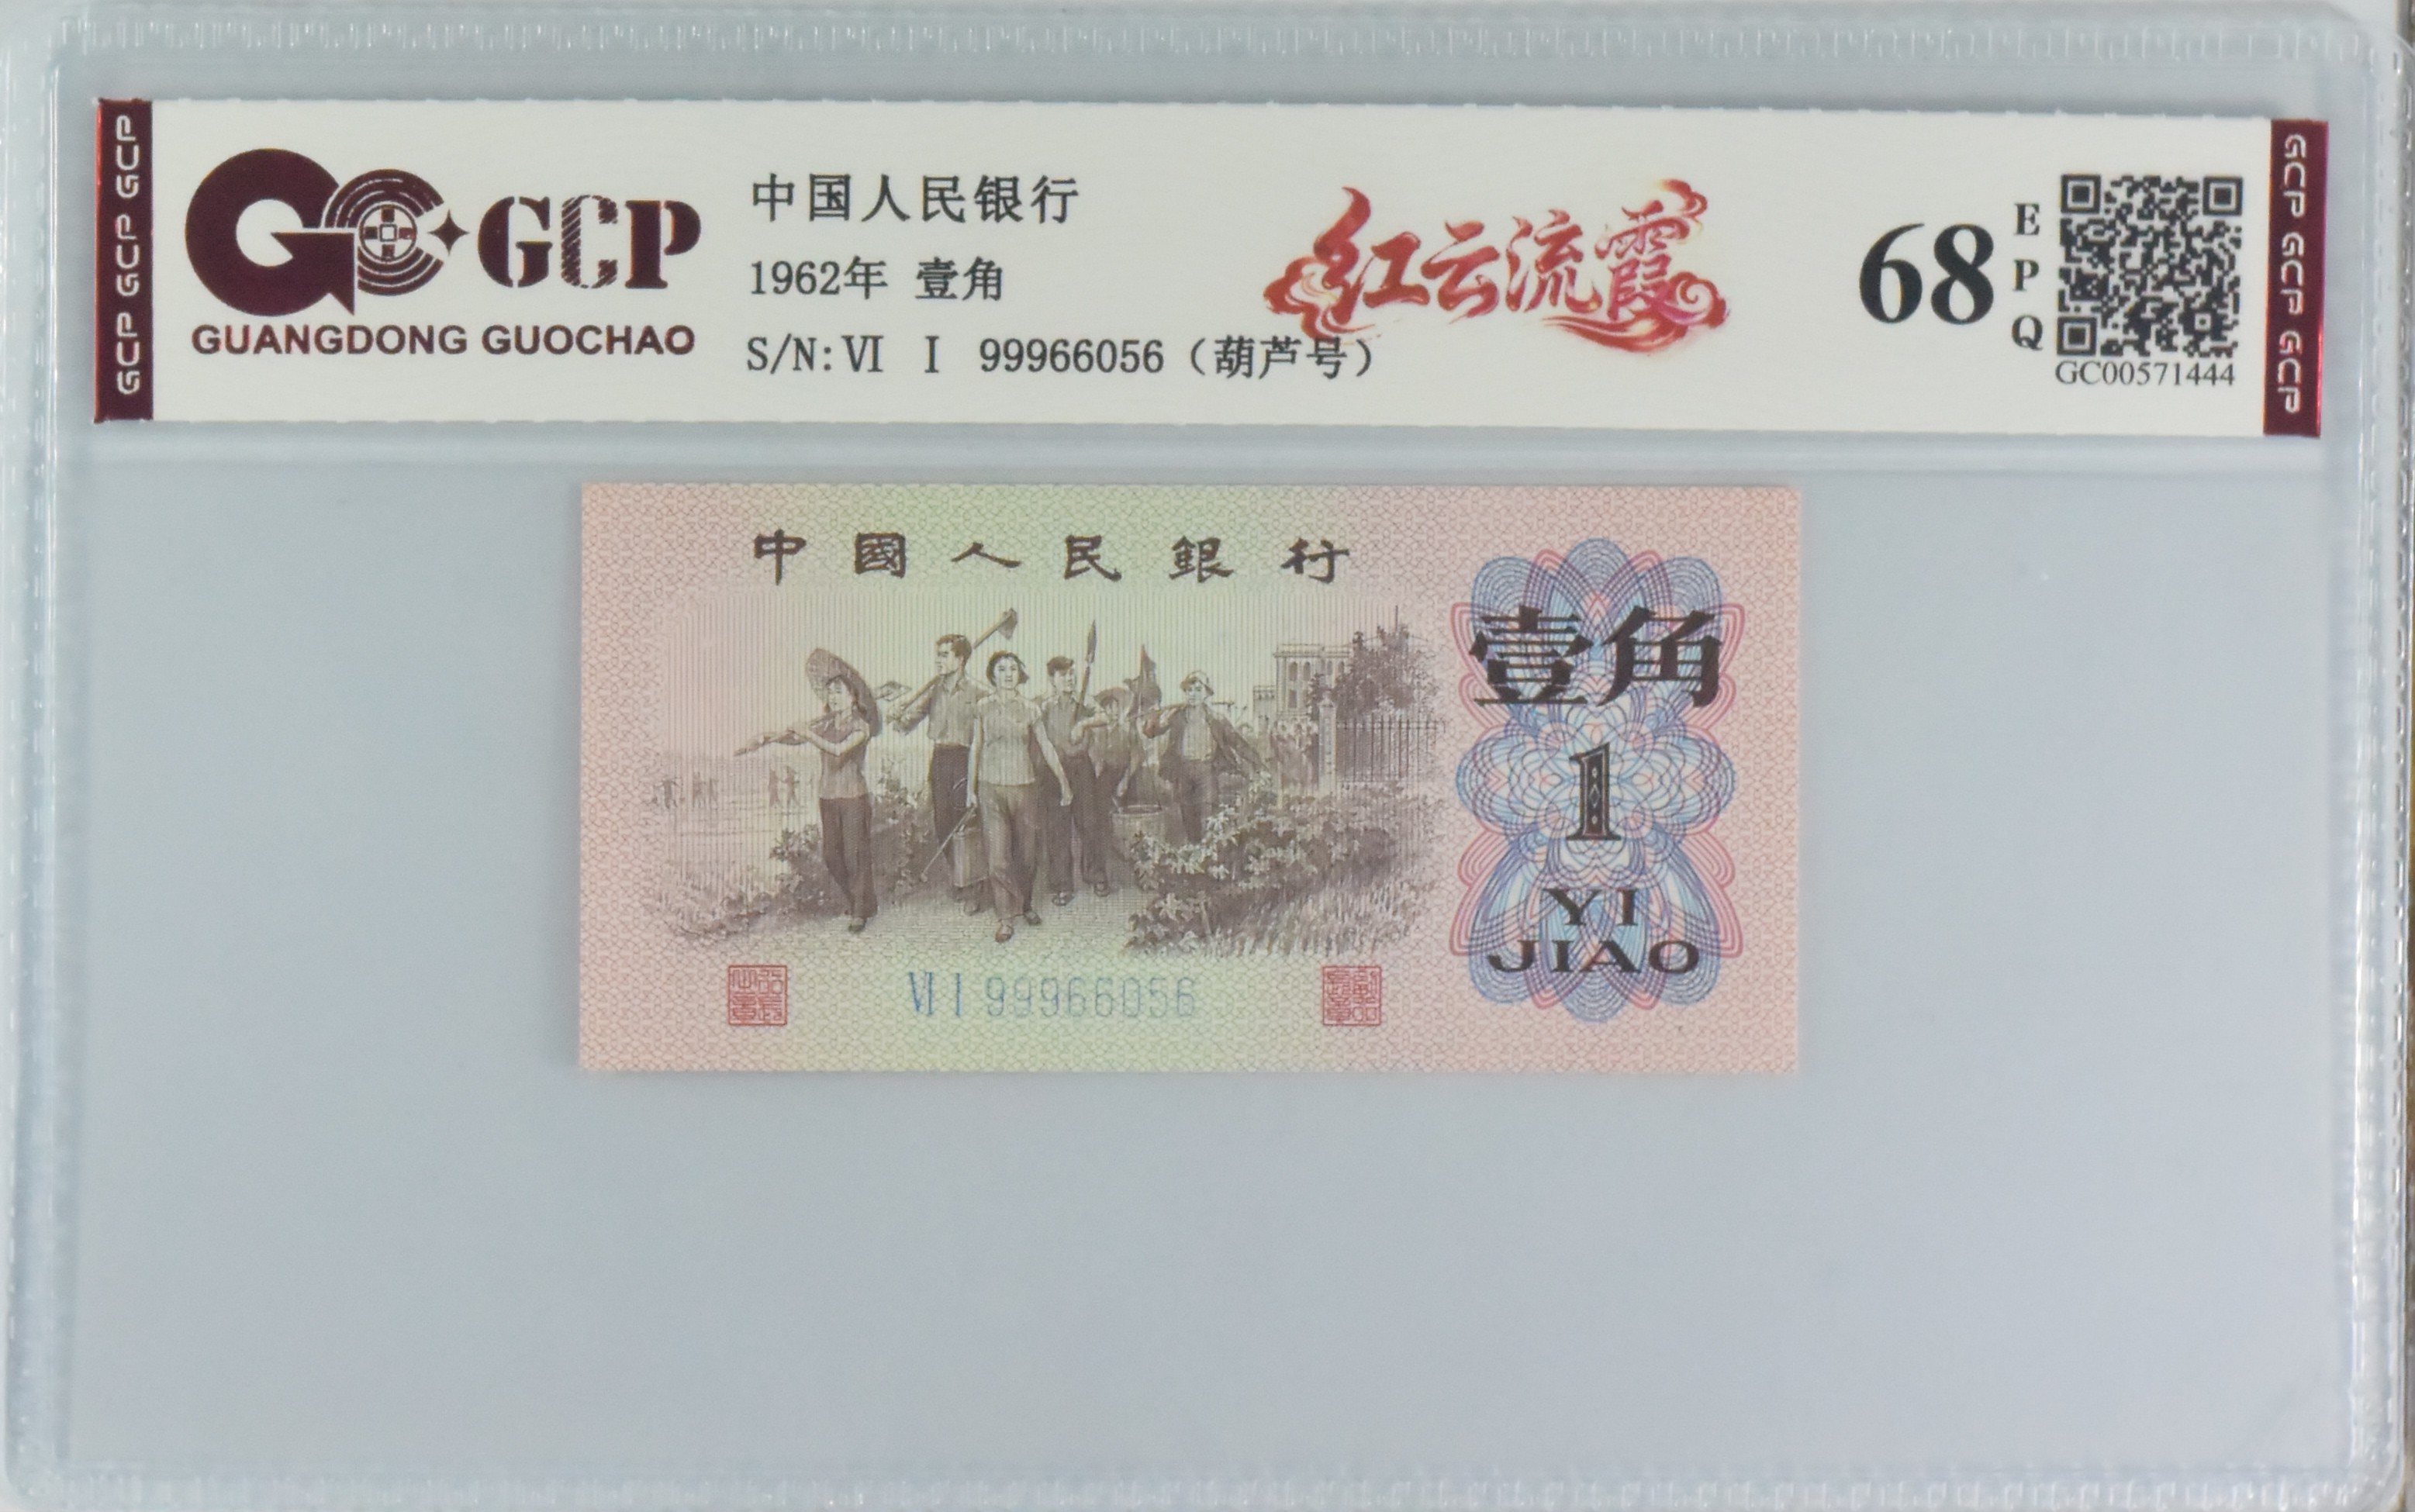 GCP GCP GCP
GCP
GUANGDONG GUOCHAO
中国人民银行
1962年 壹角
S/N:Ⅵ Ⅰ 99966056（葫芦号）
红云流霞
68
EPQ
GC00571444
GCP GCP GCP
中國人民銀行
壹角
1
YI
JIAO
Ⅵ Ⅰ 99966056